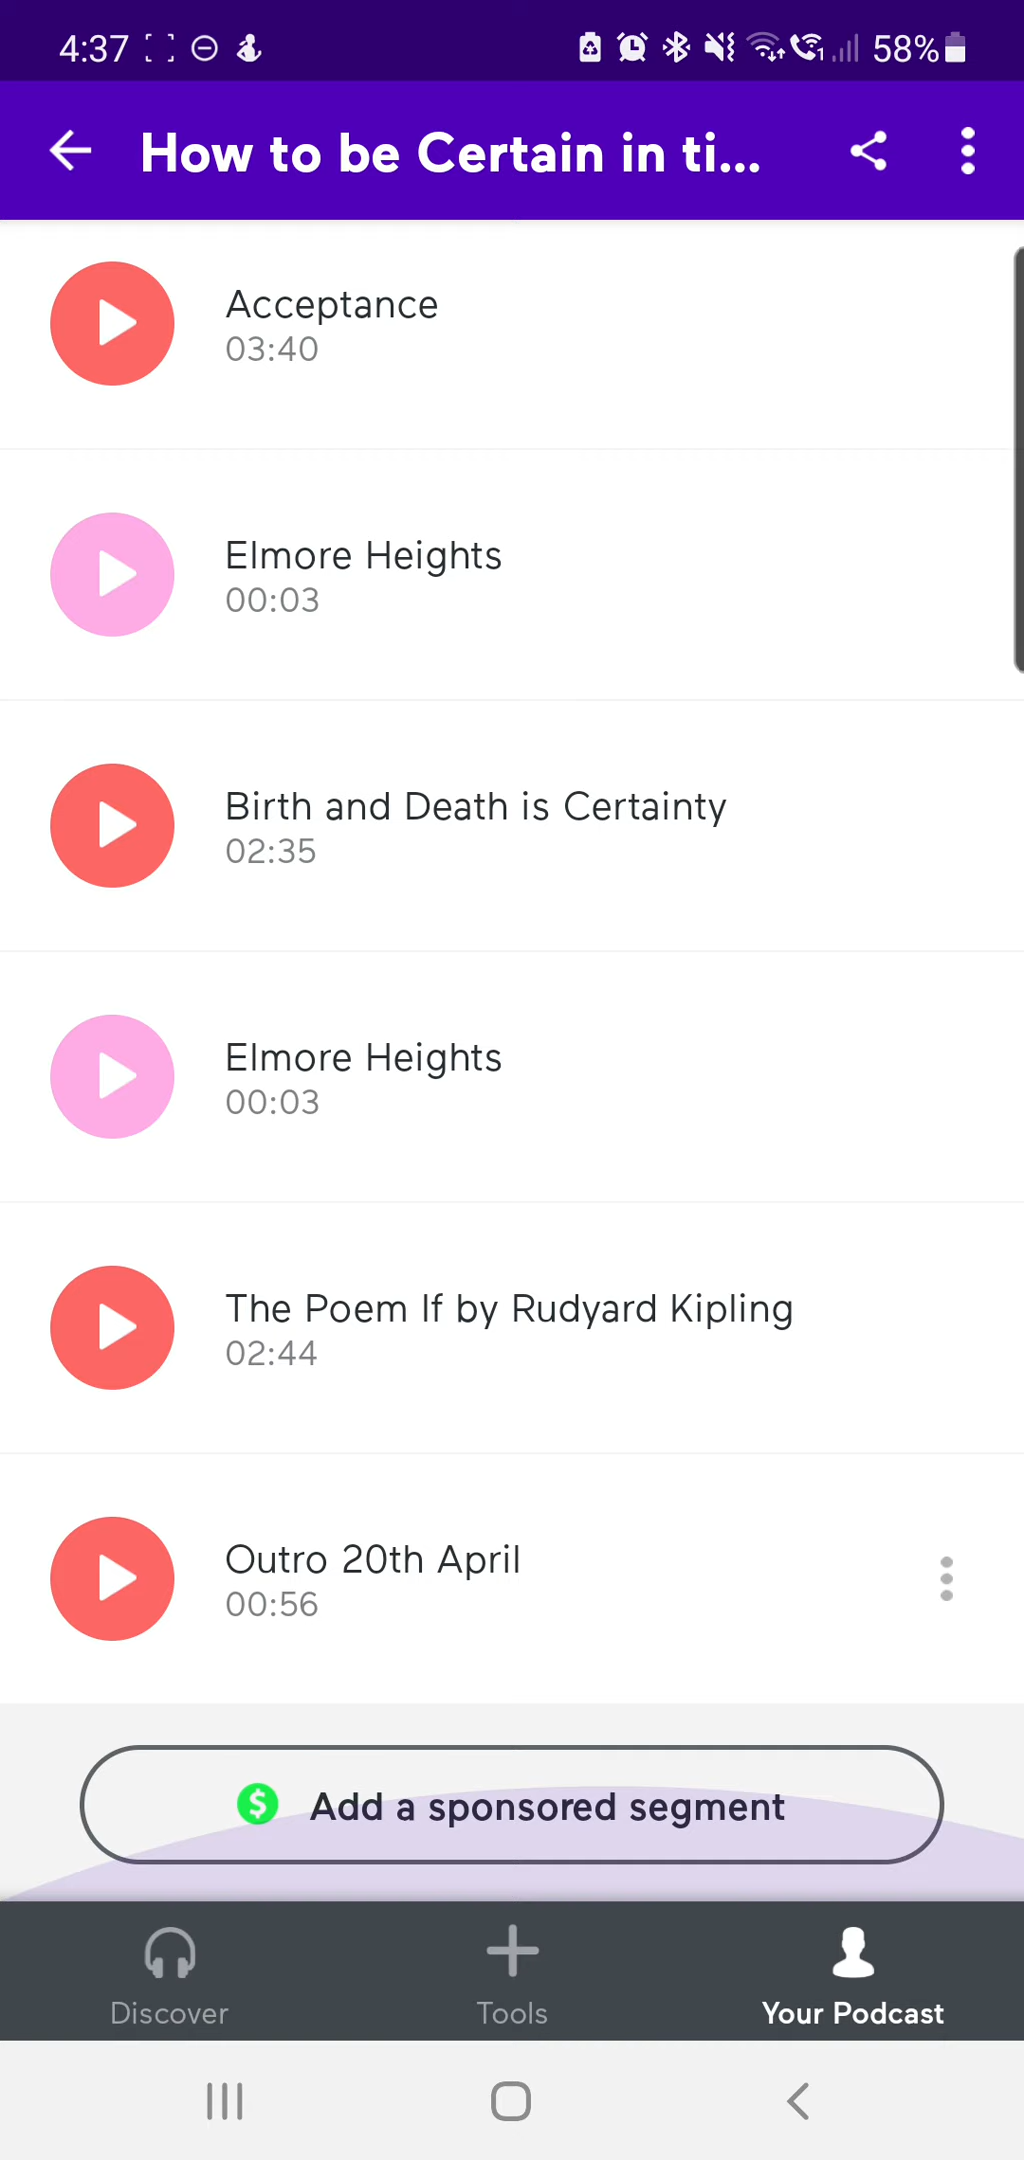 4:37
58%
How to be Certain in ti...
Acceptance
03:40
Elmore Heights
00:03
Birth and Death is Certainty
02:35
Elmore Heights
00:03
The Poem If by Rudyard Kipling
02:44
Outro 20th April
00:56
$ Add a sponsored segment
Discover
Tools
Your Podcast